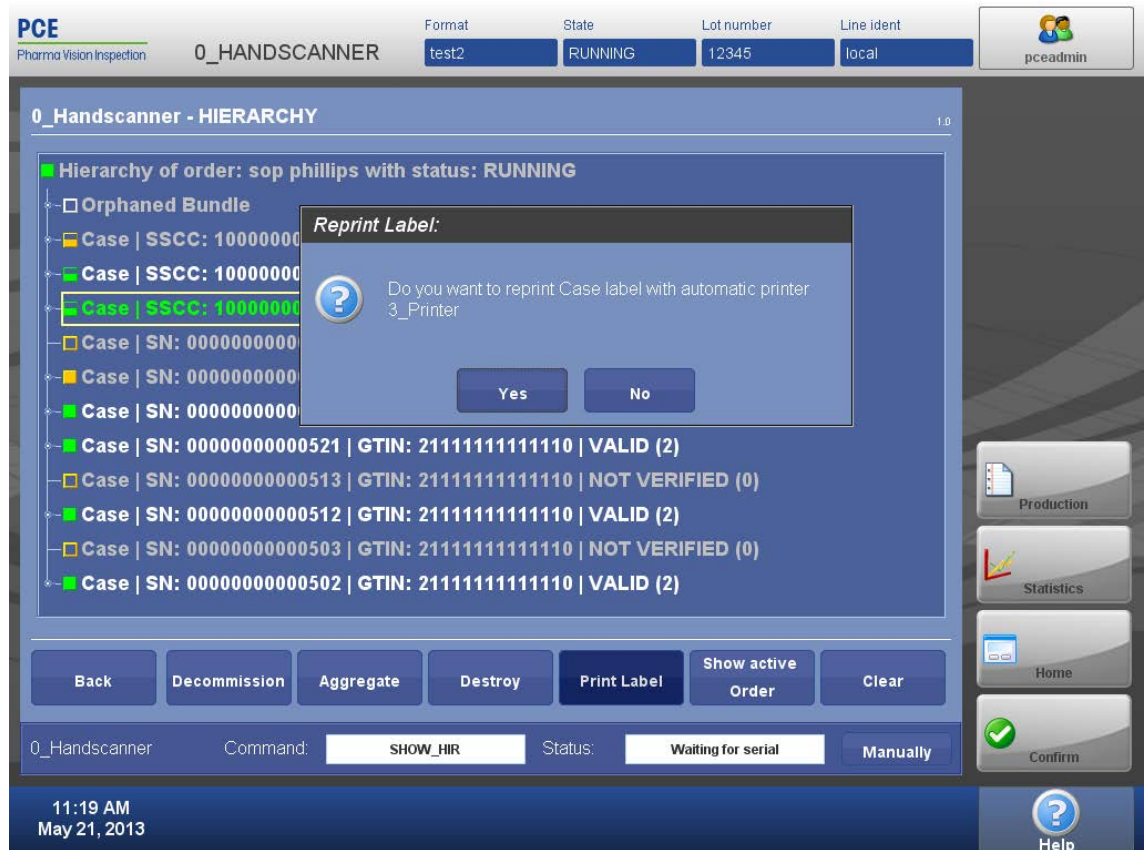 PCE
Pharma Vision Inspection
0_HANDSCANNER
Format
test2
State
RUNNING
Lot number
12345
Line ident
local
pceadmin
0_Handscanner - HIERARCHY
1.0
Hierarchy of order: sop phillips with status: RUNNING
Orphaned Bundle
Case | SSCC: 10000000
Case | SSCC: 10000000
Case | SSCC: 10000000
Case | SN: 0000000000
Case | SN: 0000000000
Case | SN: 0000000000
Case | SN: 00000000000521 | GTIN: 21111111111110 | VALID (2)
Case | SN: 00000000000513 | GTIN: 21111111111110 | NOT VERIFIED (0)
Case | SN: 00000000000512 | GTIN: 21111111111110 | VALID (2)
Case | SN: 00000000000503 | GTIN: 21111111111110 | NOT VERIFIED (0)
Case | SN: 00000000000502 | GTIN: 21111111111110 | VALID (2)
Reprint Label:
Do you want to reprint Case label with automatic printer
3_Printer
Yes
No
Production
Statistics
Home
Confirm
Back
Decommission
Aggregate
Destroy
Print Label
Show active
Order
Clear
0_Handscanner
Command:
SHOW_HIR
Status:
Waiting for serial
Manually
11:19 AM
May 21, 2013
Help